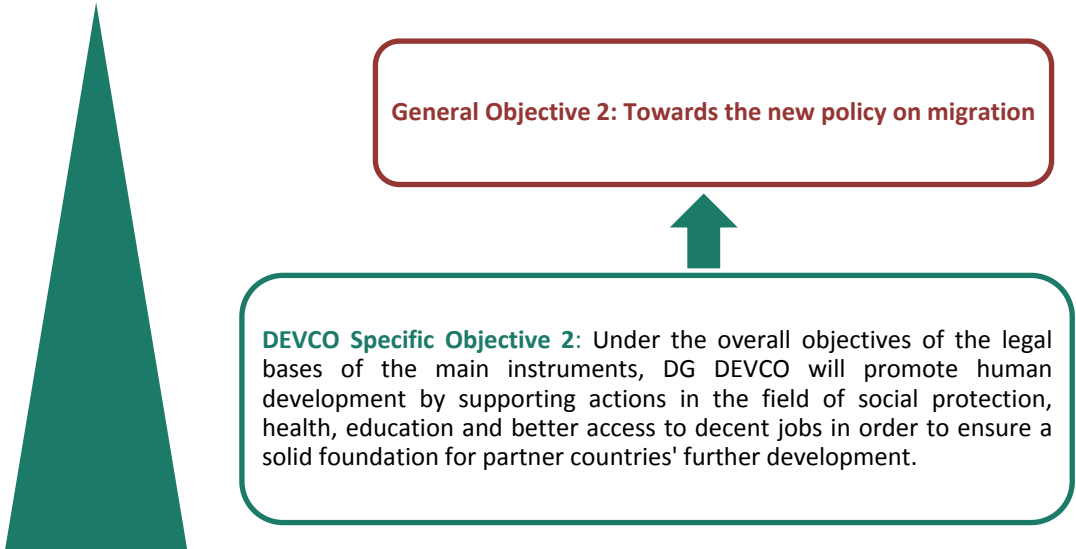 General Objective 2: Towards the new policy on migration
DEVCO Specific Objective 2: Under the overall objectives of the legal
bases of the main instruments, DG DEVCO will promote human
development by supporting actions in the field of social protection,
health, education and better access to decent jobs in order to ensure a
solid foundation for partner countries' further development.